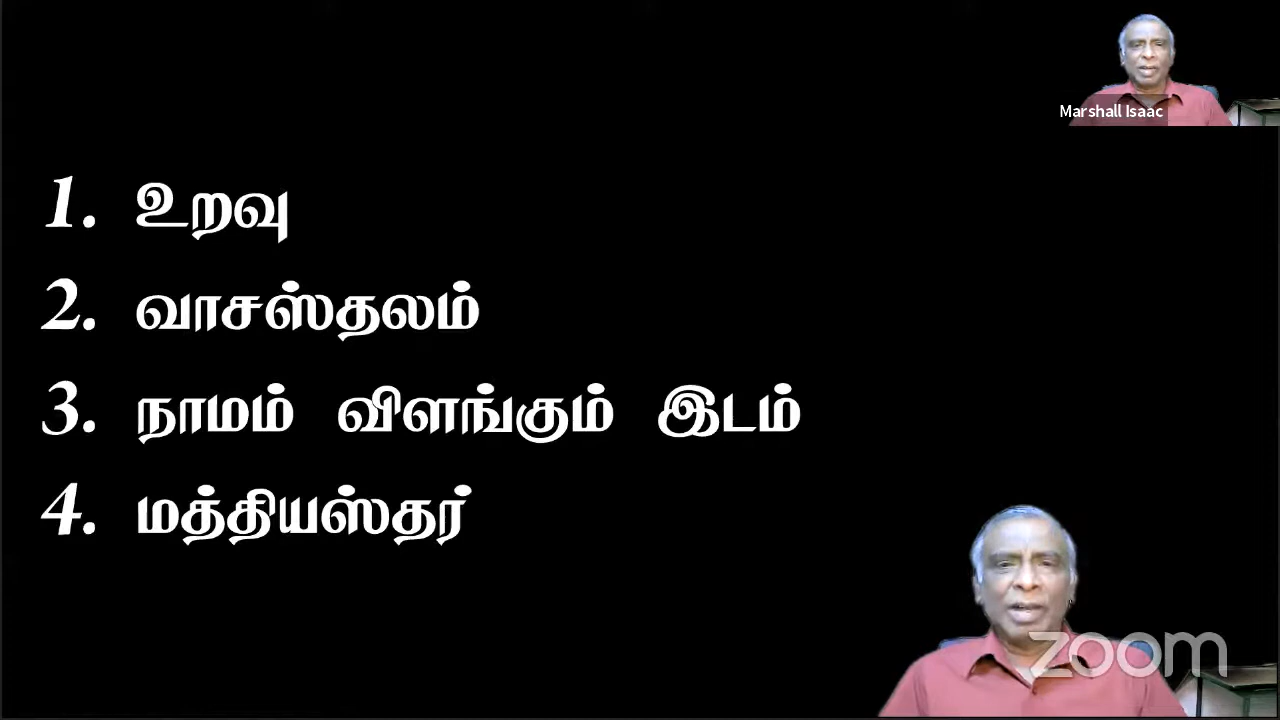 Marshall Isaac
1. உறவு
2. வாசஸ்தலம்
3. நாமம் விளங்கும் இடம்
4. மத்தியஸ்தர்
zoom